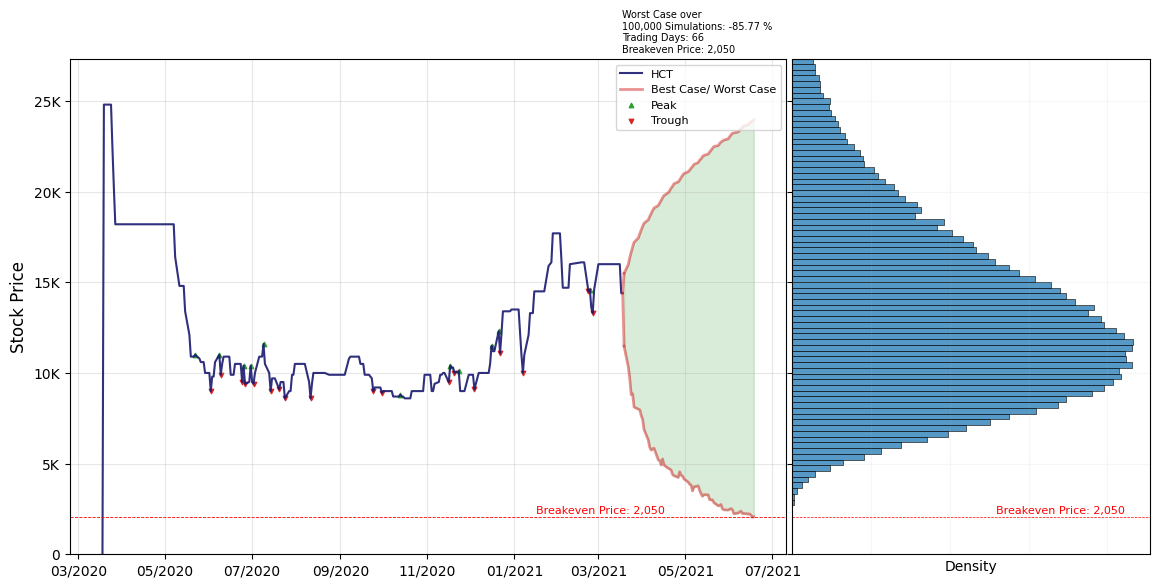 Worst Case over
100,000 Simulations: -85.77 %
Trading Days: 66
Breakeven Price: 2,050
HCT
Best Case/ Worst Case
Peak
Trough
Stock Price
25K
20K
15K
10K
5K
0
Breakeven Price: 2,050
Breakeven Price: 2,050
03/2020
05/2020
07/2020
09/2020
11/2020
01/2021
03/2021
05/2021
07/2021
Density